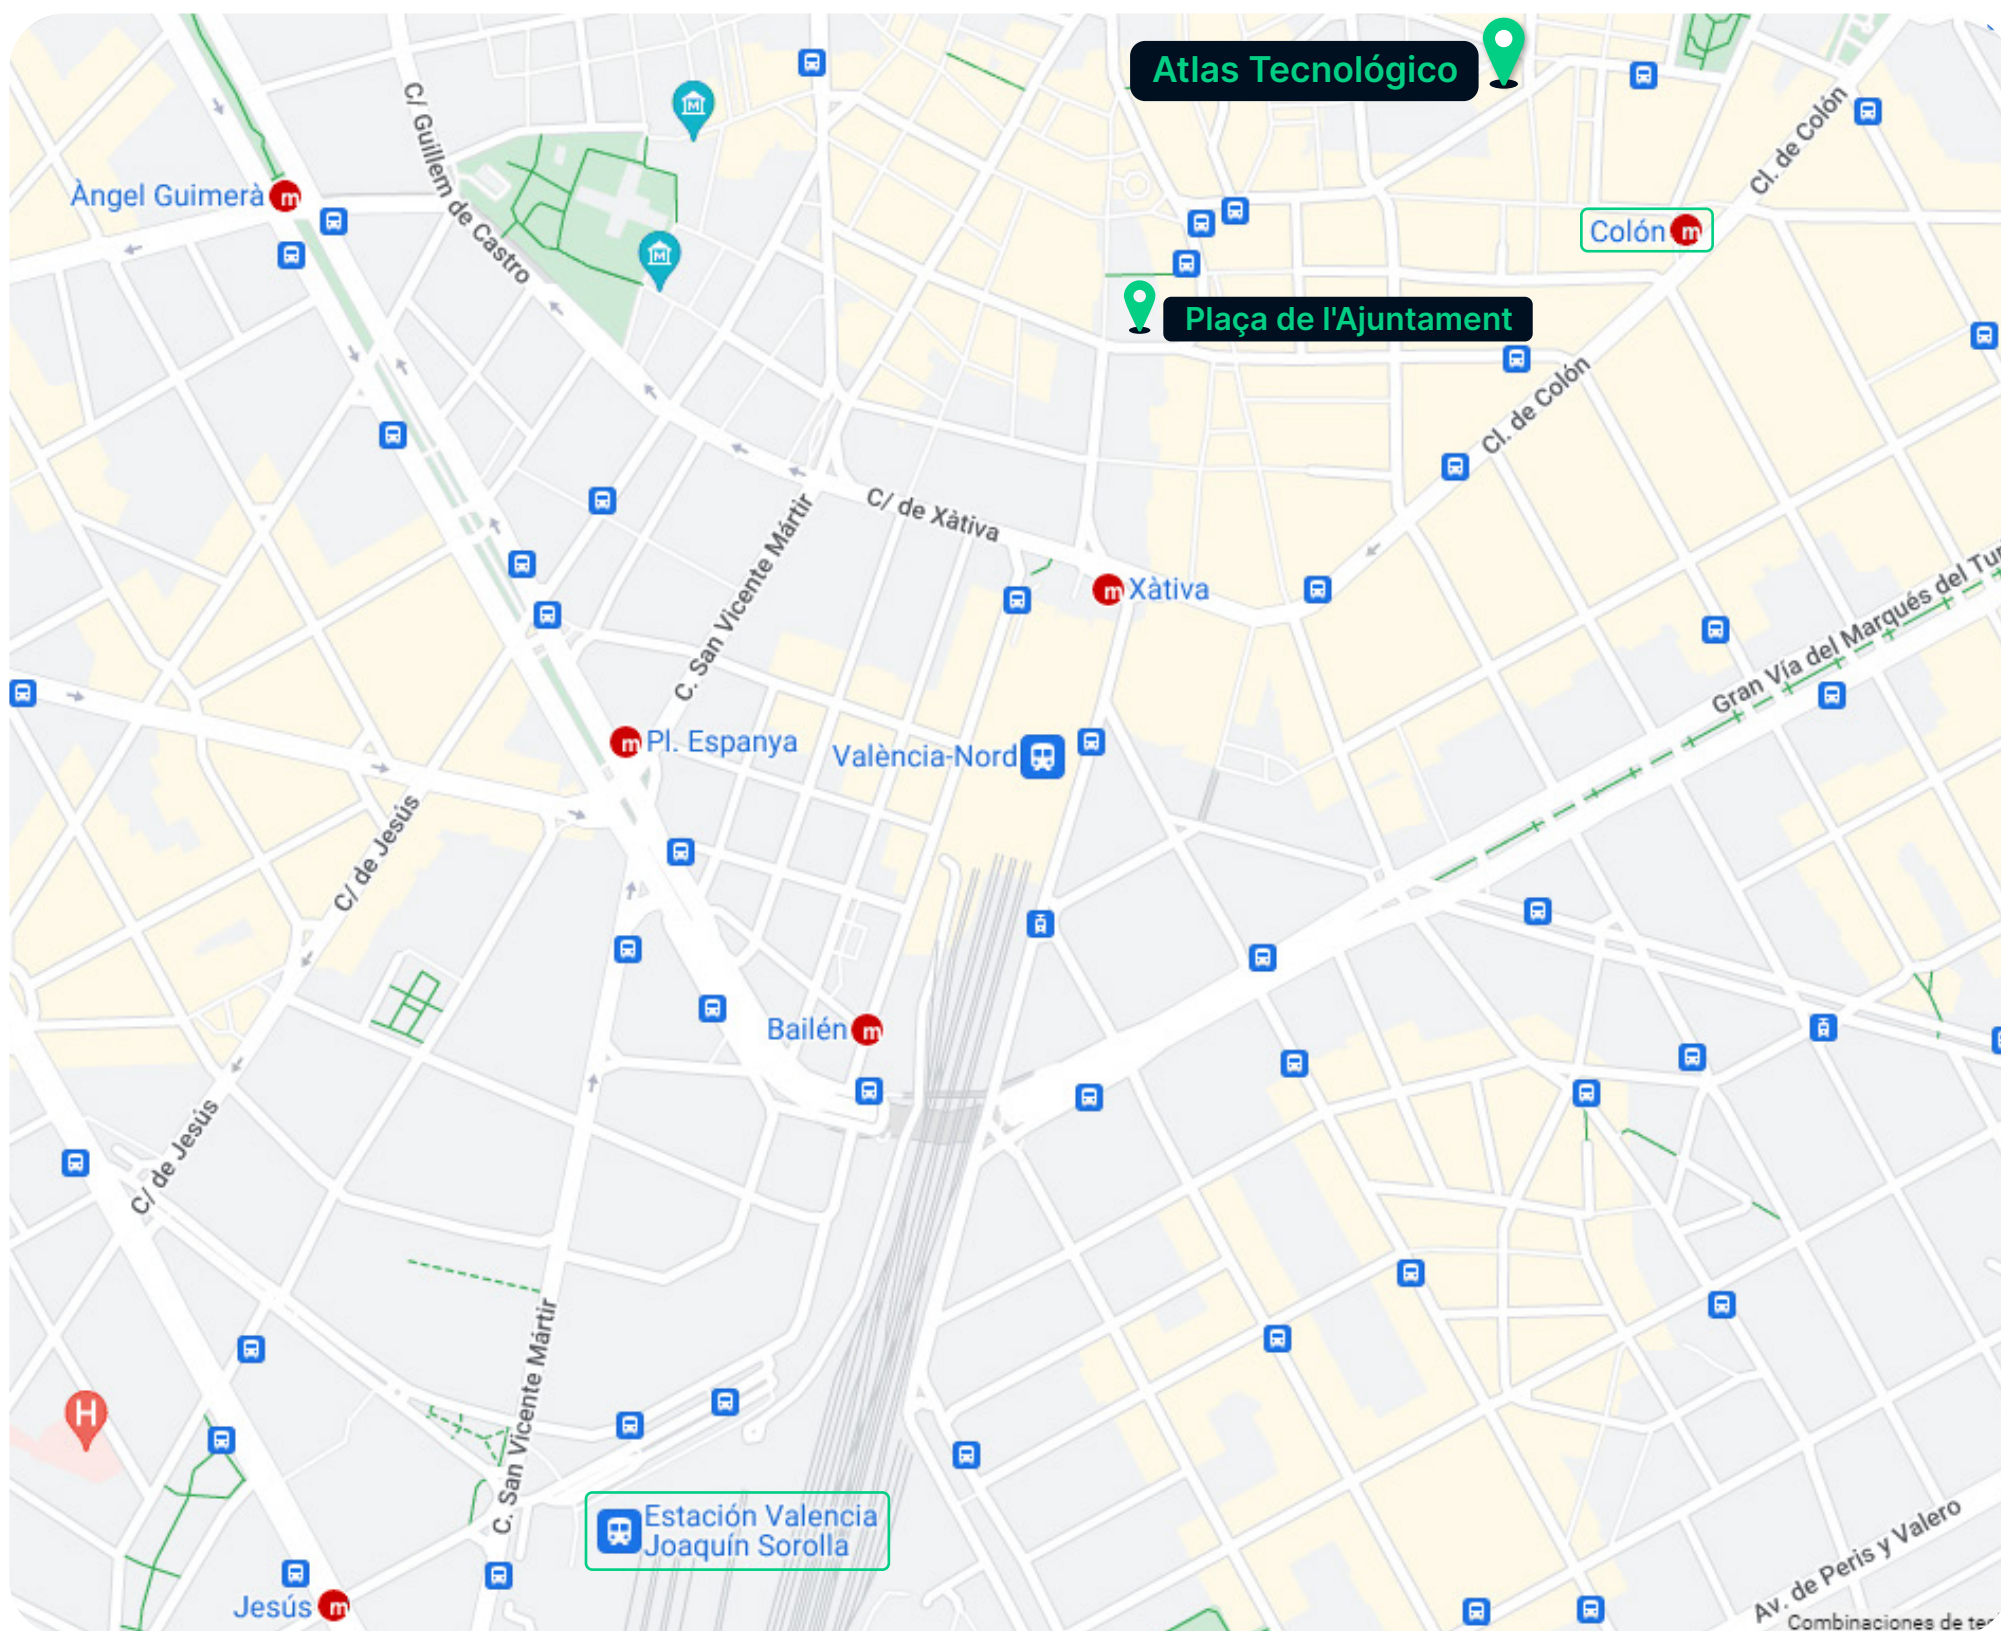 Atlas Tecnológico
C/ Guillem de Castro
Cl. de Colón
Àngel Guimerà
Colón
Plaça de l'Ajuntament
Cl. de Colón
C/ de Xàtiva
C. San Vicente Mártir
Xàtiva
Gran Vía del Marqués del Tur
Pl. Espanya
València-Nord
C/ de Jesús
Bailén
C/ de Jesús
C. San Vicente Mártir
H
Estación Valencia
Joaquín Sorolla
Jesús
Av. de Peris y Valero
Combinaciones de te